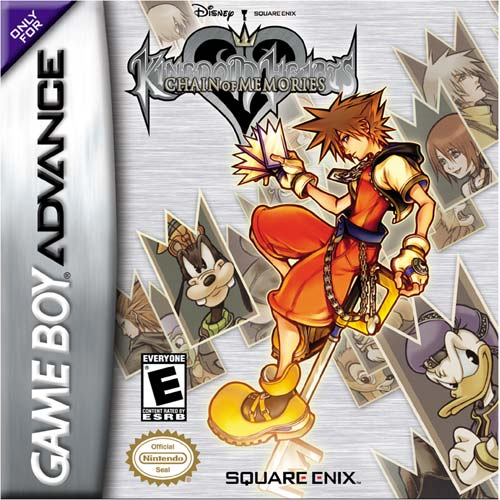 ONLY
FOR
GAME BOY ADVANCE
Disney
SQUARE ENIX
KINGDOM HEARTS
CHAIN OF MEMORIES
EVERYONE
E
CONTENT RATED BY
ESRB
Official
Nintendo
Seal
SQUARE ENIX™